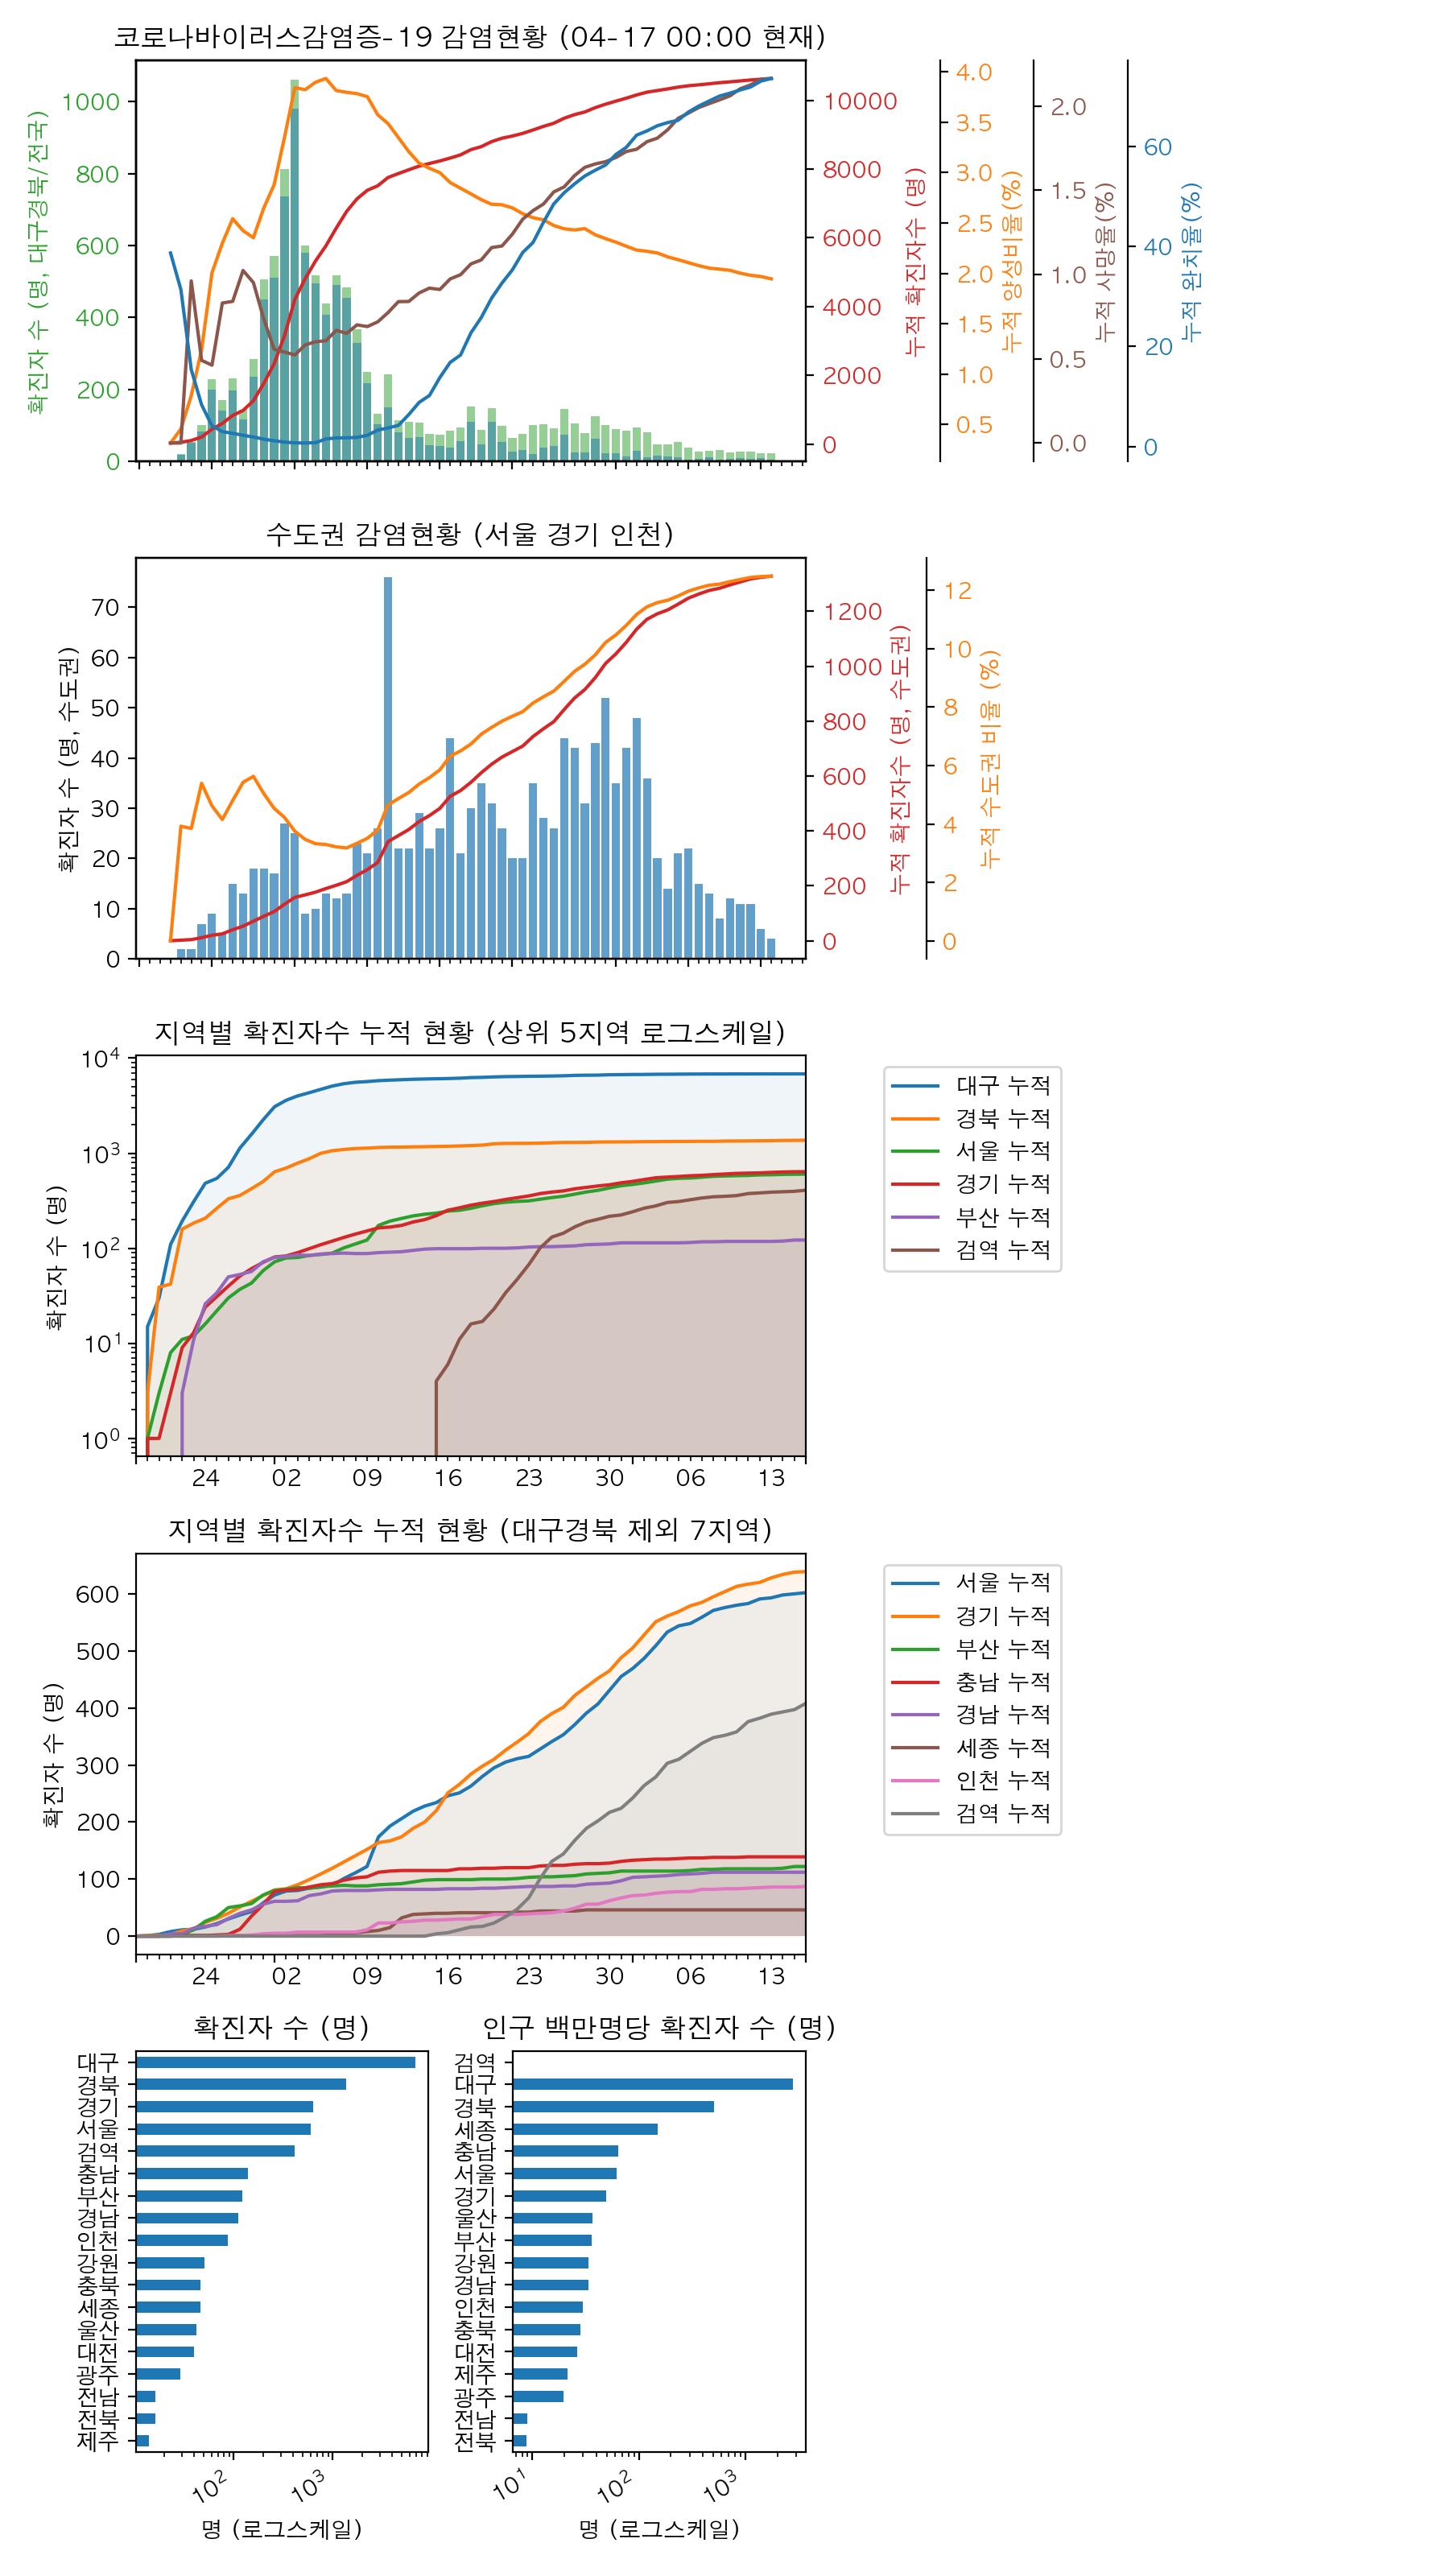 코로나바이러스감염증-19 감염현황 (04-17 00:00 현재)
확진자 수 (명, 대구경북/전국)
1000
800
600
400
200
0
10000
8000
6000
4000
2000
0
누적 확진자수 (명)
4.0
3.5
3.0
2.5
2.0
1.5
1.0
0.5
누적 양성비율(%)
2.0
1.5
1.0
0.5
0.0
누적 사망율(%)
60
40
20
0
누적 완치율(%)
수도권 감염현황 (서울 경기 인천)
확진자 수 (명, 수도권)
70
60
50
40
30
20
10
0
1200
1000
800
600
400
200
0
누적 확진자수 (명, 수도권)
12
10
8
6
4
2
0
누적 수도권 비율 (%)
지역별 확진자수 누적 현황 (상위 5지역 로그스케일)
확진자 수 (명)
10⁴
10³
10²
10¹
10⁰
24 02 09 16 23 30 06 13
대구 누적
경북 누적
서울 누적
경기 누적
부산 누적
검역 누적
지역별 확진자수 누적 현황 (대구경북 제외 7지역)
확진자 수 (명)
600
500
400
300
200
100
0
24 02 09 16 23 30 06 13
서울 누적
경기 누적
부산 누적
충남 누적
경남 누적
세종 누적
인천 누적
검역 누적
확진자 수 (명)
대구
경북
경기
서울
검역
충남
부산
경남
인천
강원
충북
세종
울산
대전
광주
전남
전북
제주
10² 10³
명 (로그스케일)
인구 백만명당 확진자 수 (명)
검역
대구
경북
세종
충남
서울
경기
울산
부산
강원
경남
인천
충북
대전
제주
광주
전남
전북
10¹ 10² 10³
명 (로그스케일)